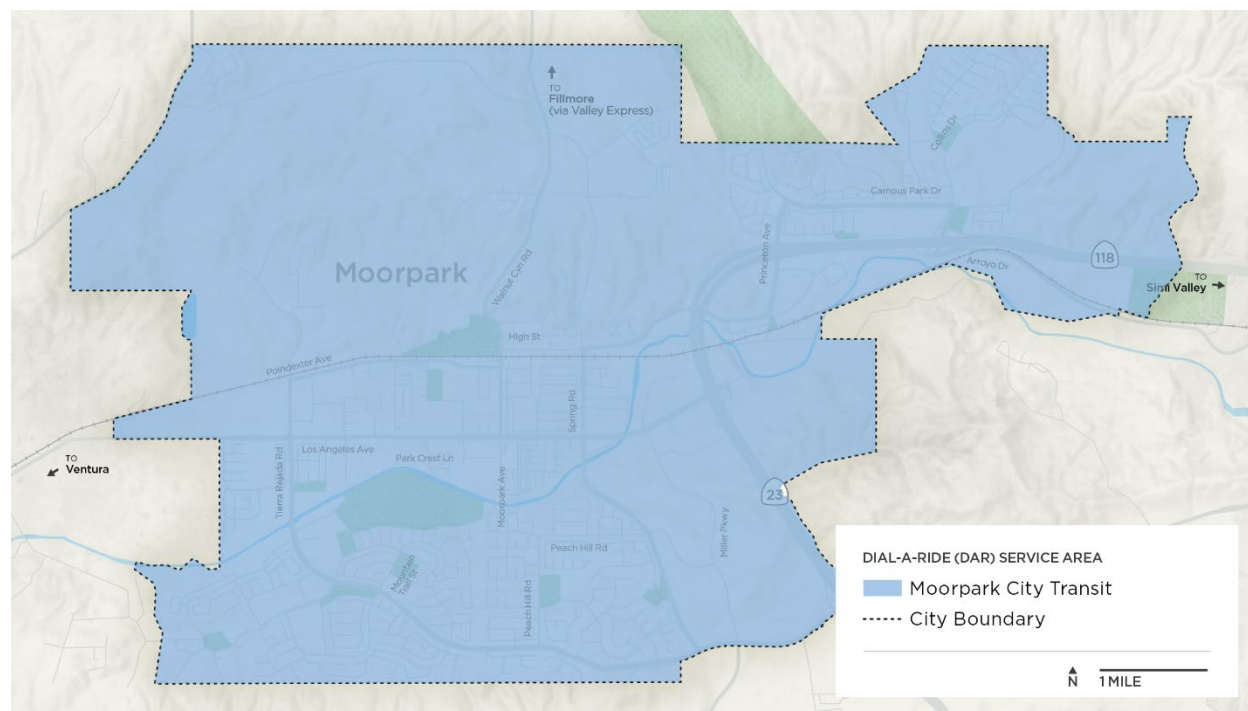 TO
Fillmore
(via Valley Express)
Collins Dr
Campus Park Dr
Princeton Ave
118
Arroyo Dr
TO
Simi Valley
Moorpark
Walnut Cyn Rd
High St
Poindexter Ave
Spring Rd
TO
Ventura
Los Angeles Ave
Park Crest Ln
Tierra Rejada Rd
Moorpark Ave
23
Miller Pkwy
Peach Hill Rd
Mountain
Trail St
Peach Hill Rd
DIAL-A-RIDE (DAR) SERVICE AREA
Moorpark City Transit
City Boundary
N
1 MILE